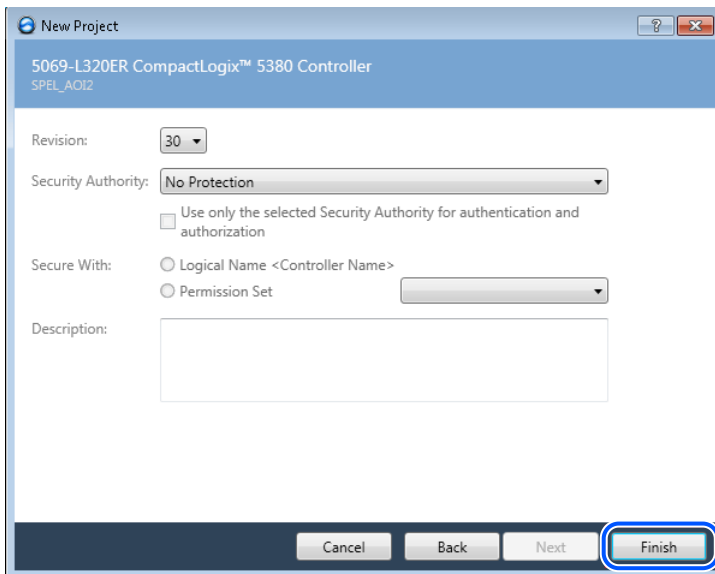 New Project
?
5069-L320ER CompactLogix™ 5380 Controller
SPEL_AOI2
Revision:
30
Security Authority:
No Protection
Use only the selected Security Authority for authentication and
authorization
Secure With:
Logical Name <Controller Name>
Permission Set
Description:
Cancel
Back
Next
Finish